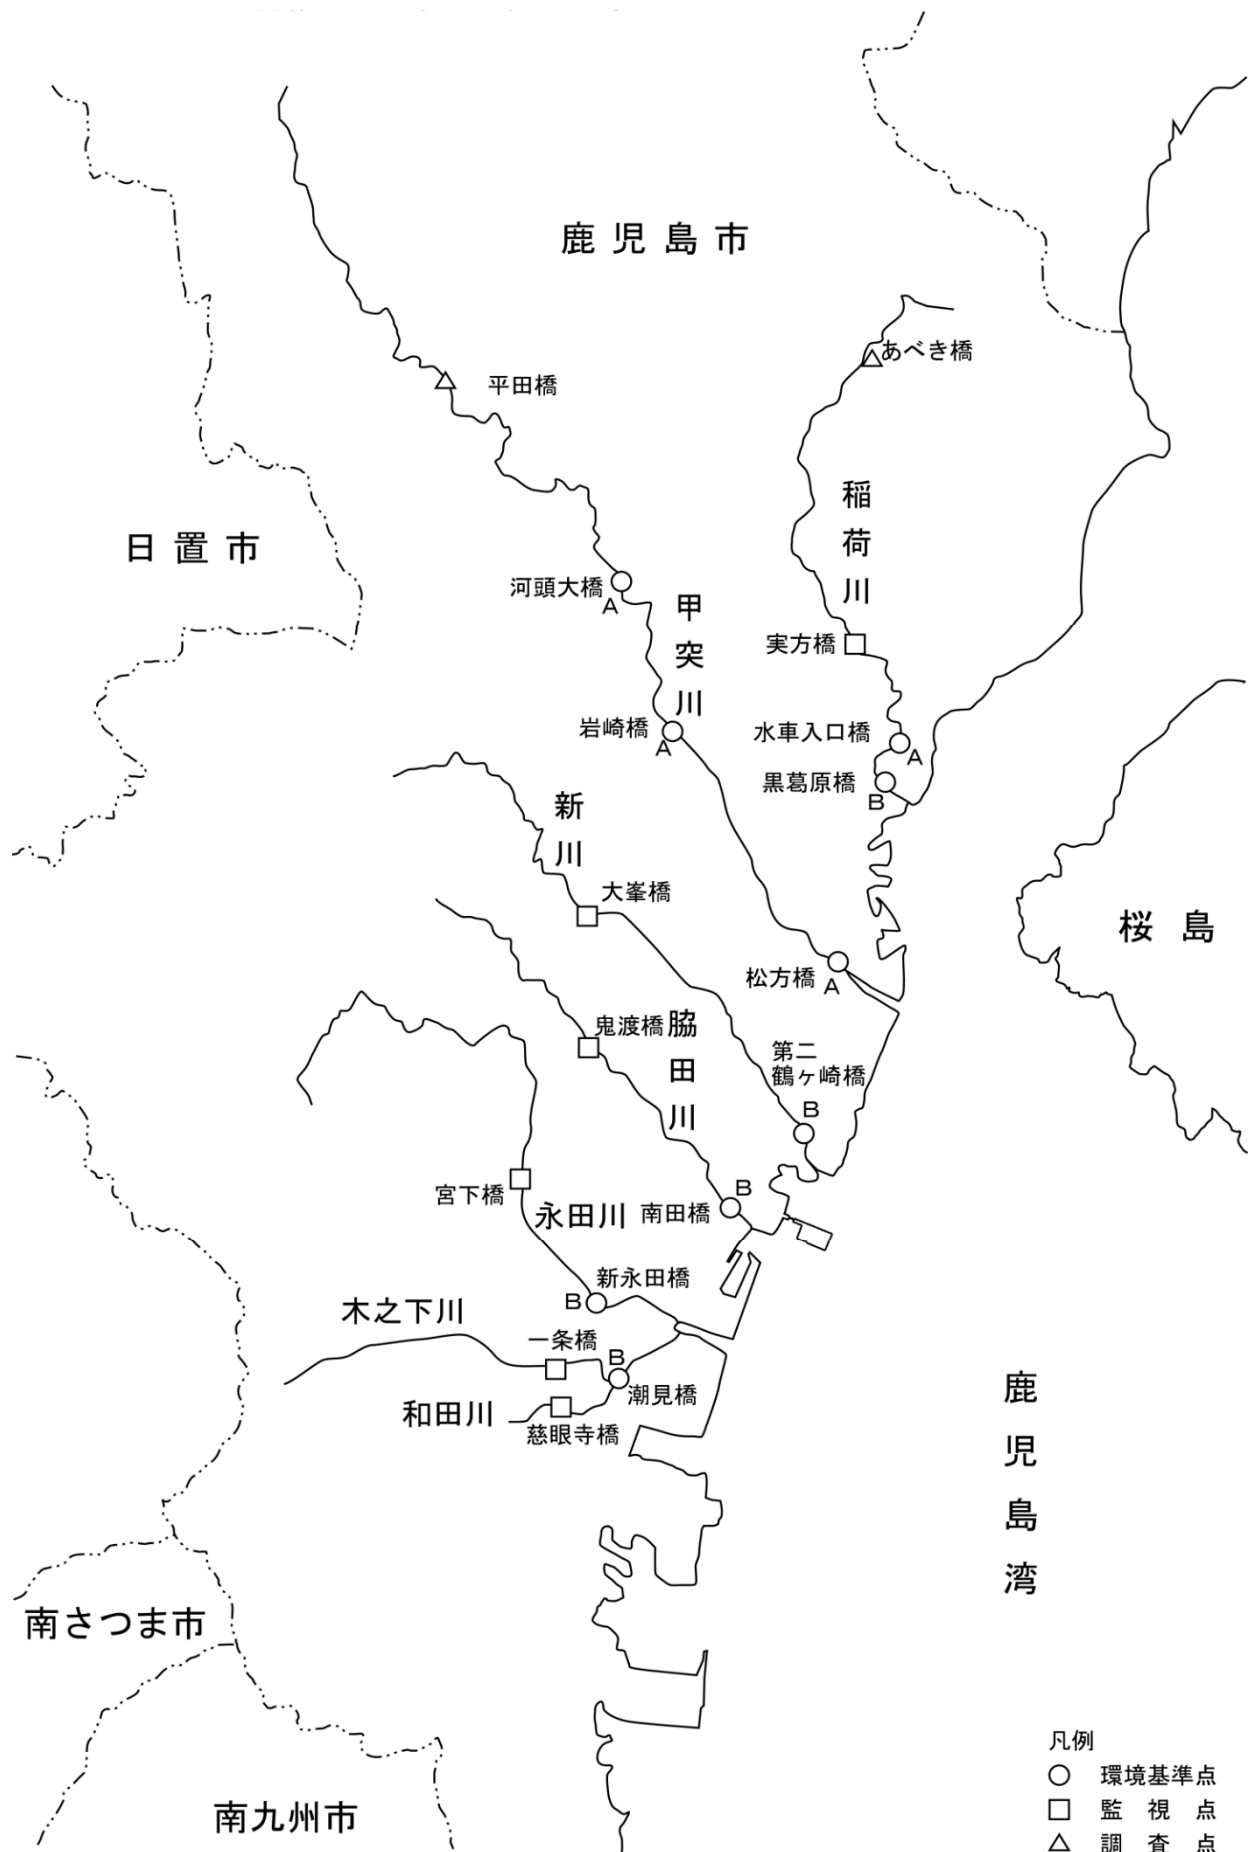 鹿児島市
あべき橋
平田橋
稲荷川
日置市
河頭大橋
A
甲突川
実方橋
岩崎橋
A
水車入口橋
A
黒葛原橋
B
新川
大峯橋
桜島
松方橋
A
鬼渡橋
脇田川
第二
鶴ヶ崎橋
B
宮下橋
永田川
南田橋
B
新永田橋
B
木之下川
一条橋
B
潮見橋
和田川
慈眼寺橋
鹿児島湾
南さつま市
南九州市
凡例
○ 環境基準点
□ 監視点
△ 調査点